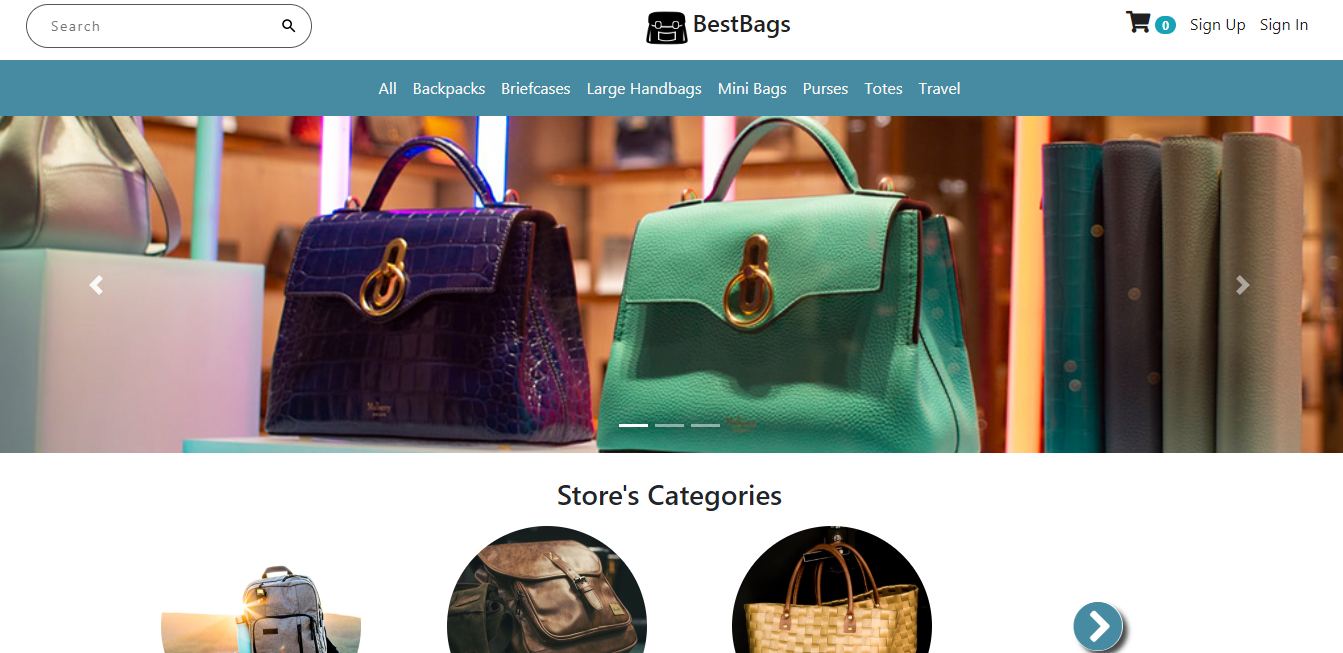 Search
BestBags
0
Sign Up
Sign In
All
Backpacks
Briefcases
Large Handbags
Mini Bags
Purses
Totes
Travel
Mulberry
Store's Categories